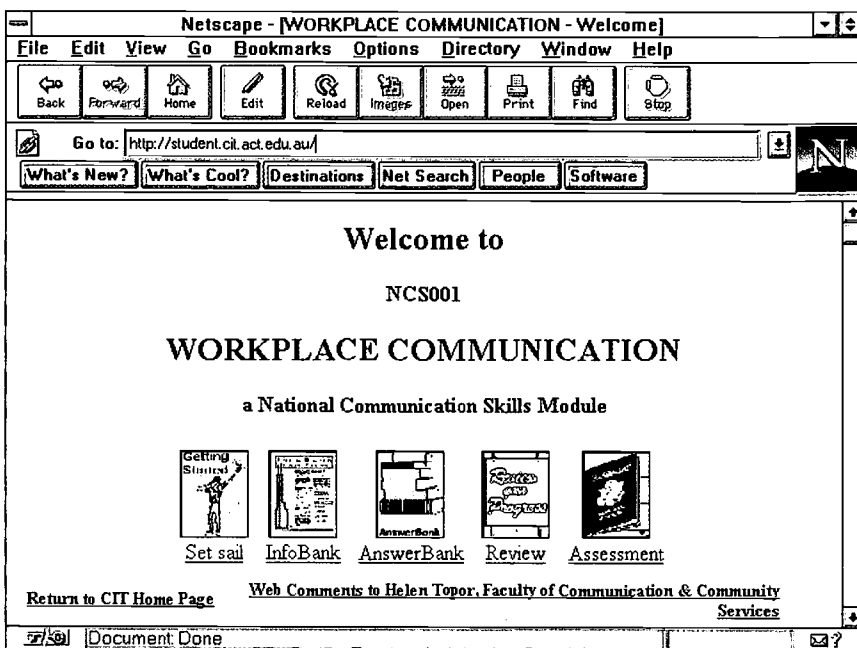 Netscape - [WORKPLACE COMMUNICATION - Welcome]
File Edit View Go Bookmarks Options Directory Window Help
Back Forward Home Edit Reload Images Open Print Find Stop
Go to: http://student.cit.act.edu.au/
N
What's New? What's Cool? Destinations Net Search People Software
Welcome to
NCS001
WORKPLACE COMMUNICATION
a National Communication Skills Module
Getting
Started
Review
your
Progress
AnswerBank
Set sail InfoBank AnswerBank Review Assessment
Return to CIT Home Page
Web Comments to Helen Topor, Faculty of Communication & Community
Services
Document: Done
?